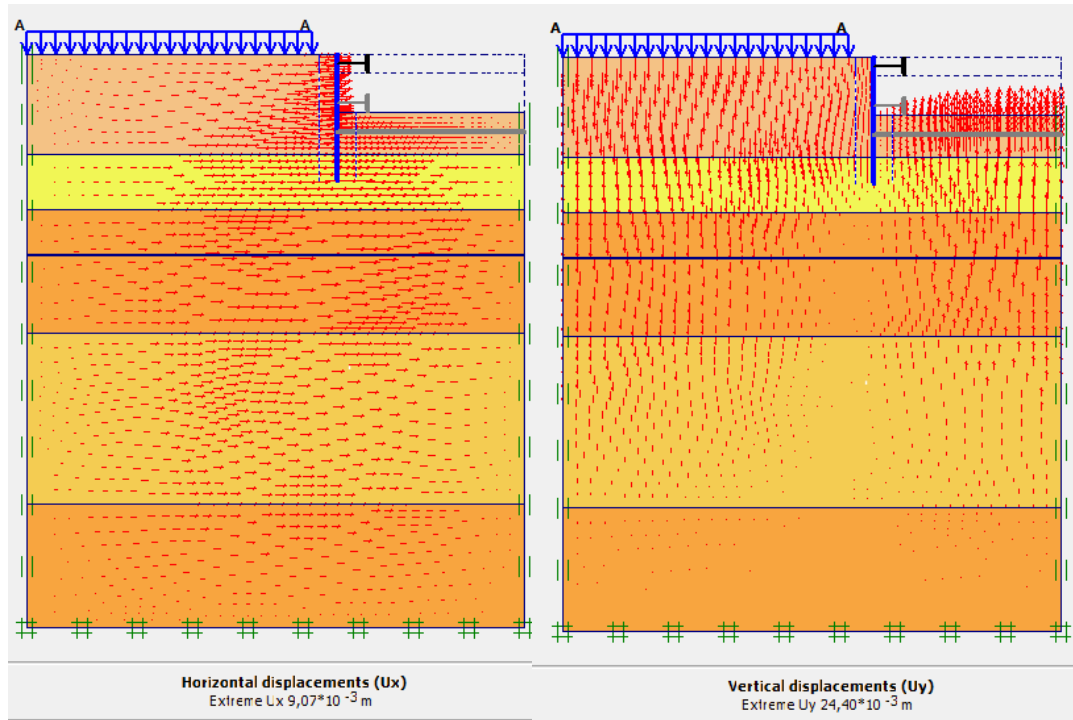 A A
A A
Horizontal displacements (Ux)
Extreme Ux 9,07*10 -3 m
Vertical displacements (Uy)
Extreme Uy 24,40*10 -3 m